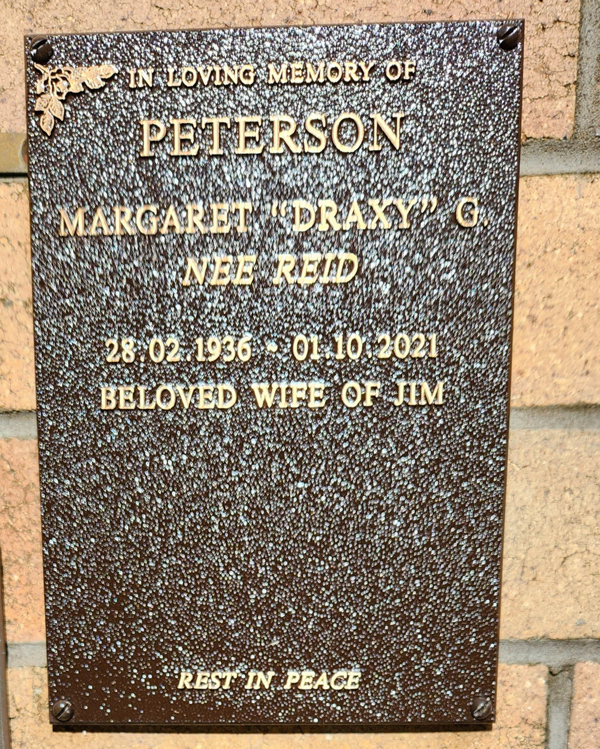 IN LOVING MEMORY OF
PETERSON
MARGARET "DRAXY" G.
NEE REID
28.02.1936 - 01.10.2021
BELOVED WIFE OF JIM
REST IN PEACE